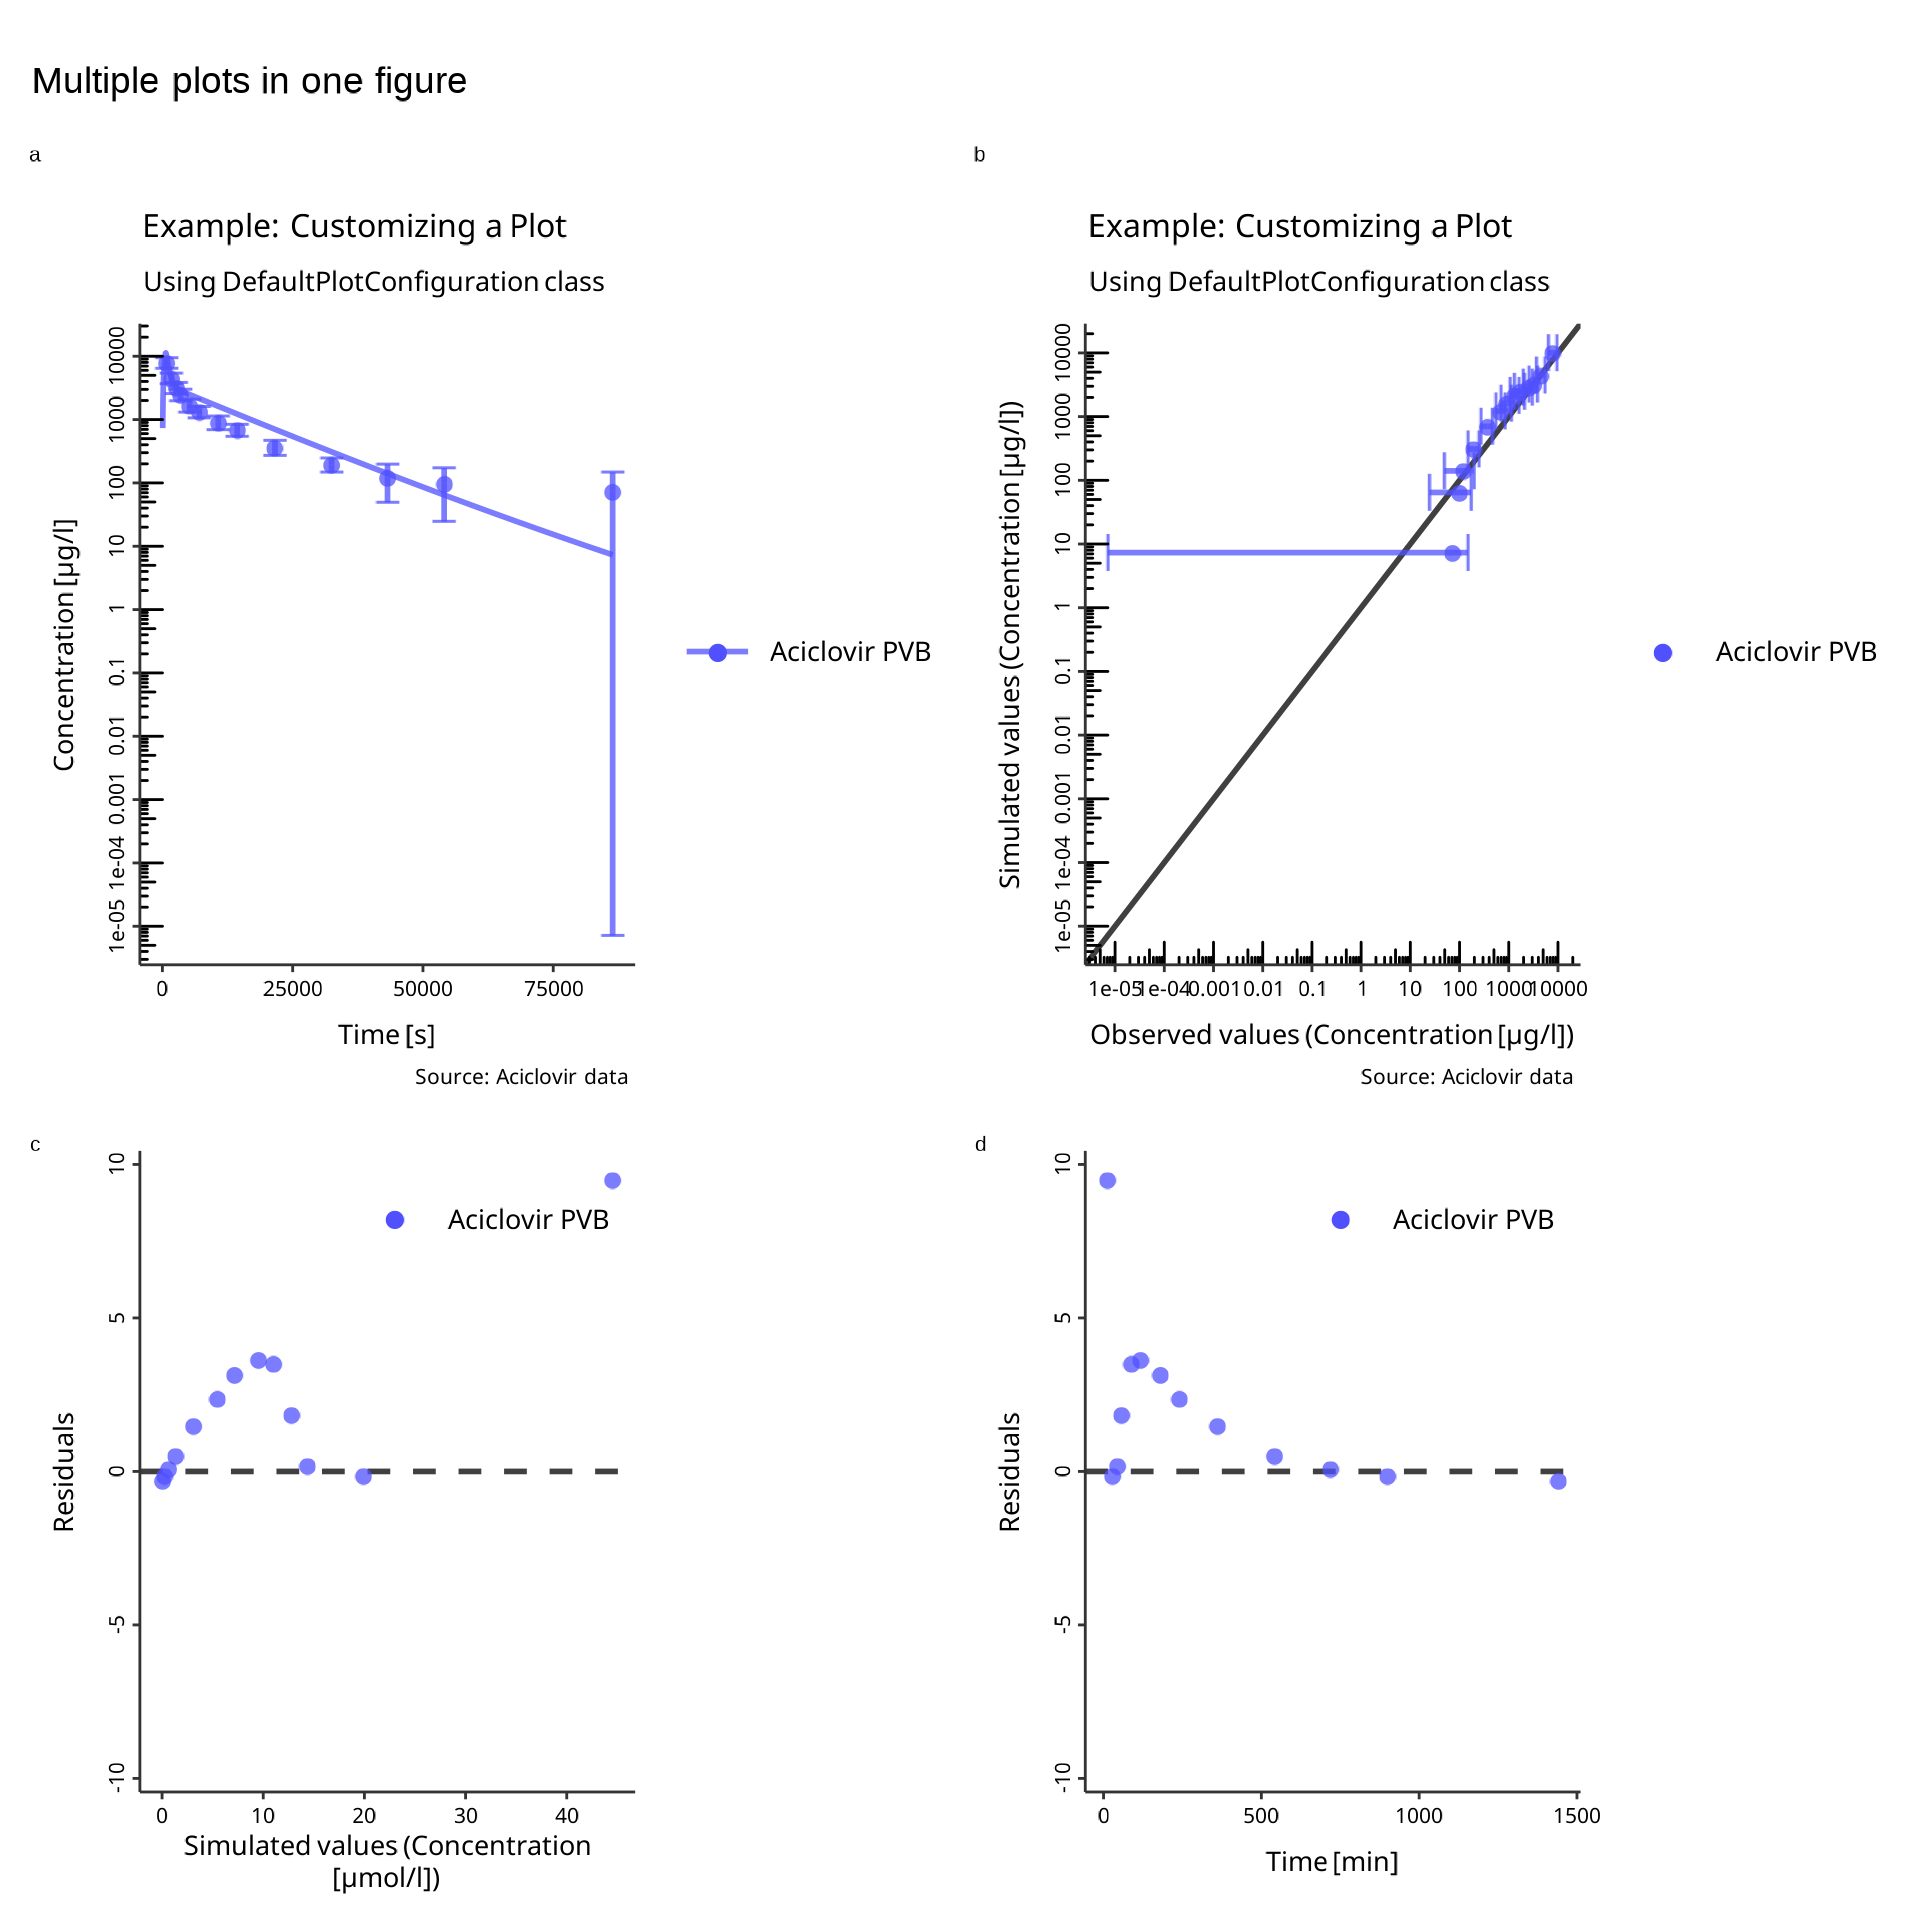 Multiple plots in one figure
a
Example: Customizing a Plot
Using DefaultPlotConfiguration class
10000
1000
100
10
1
0.1
0.01
0.001
1e-04
1e-05
Concentration [µg/l]
0 25000 50000 75000
Time [s]
Source: Aciclovir data
Aciclovir PVB
b
Example: Customizing a Plot
Using DefaultPlotConfiguration class
10000
1000
100
10
1
0.1
0.01
0.001
1e-04
1e-05
Simulated values (Concentration [µg/l])
1e-05 1e-04 0.001 0.01 0.1 1 10 100 1000 10000
Observed values (Concentration [µg/l])
Source: Aciclovir data
Aciclovir PVB
c
10
5
0
-5
-10
Residuals
Aciclovir PVB
0 10 20 30 40
Simulated values (Concentration
[µmol/l])
d
10
5
0
-5
-10
Residuals
Aciclovir PVB
0 500 1000 1500
Time [min]